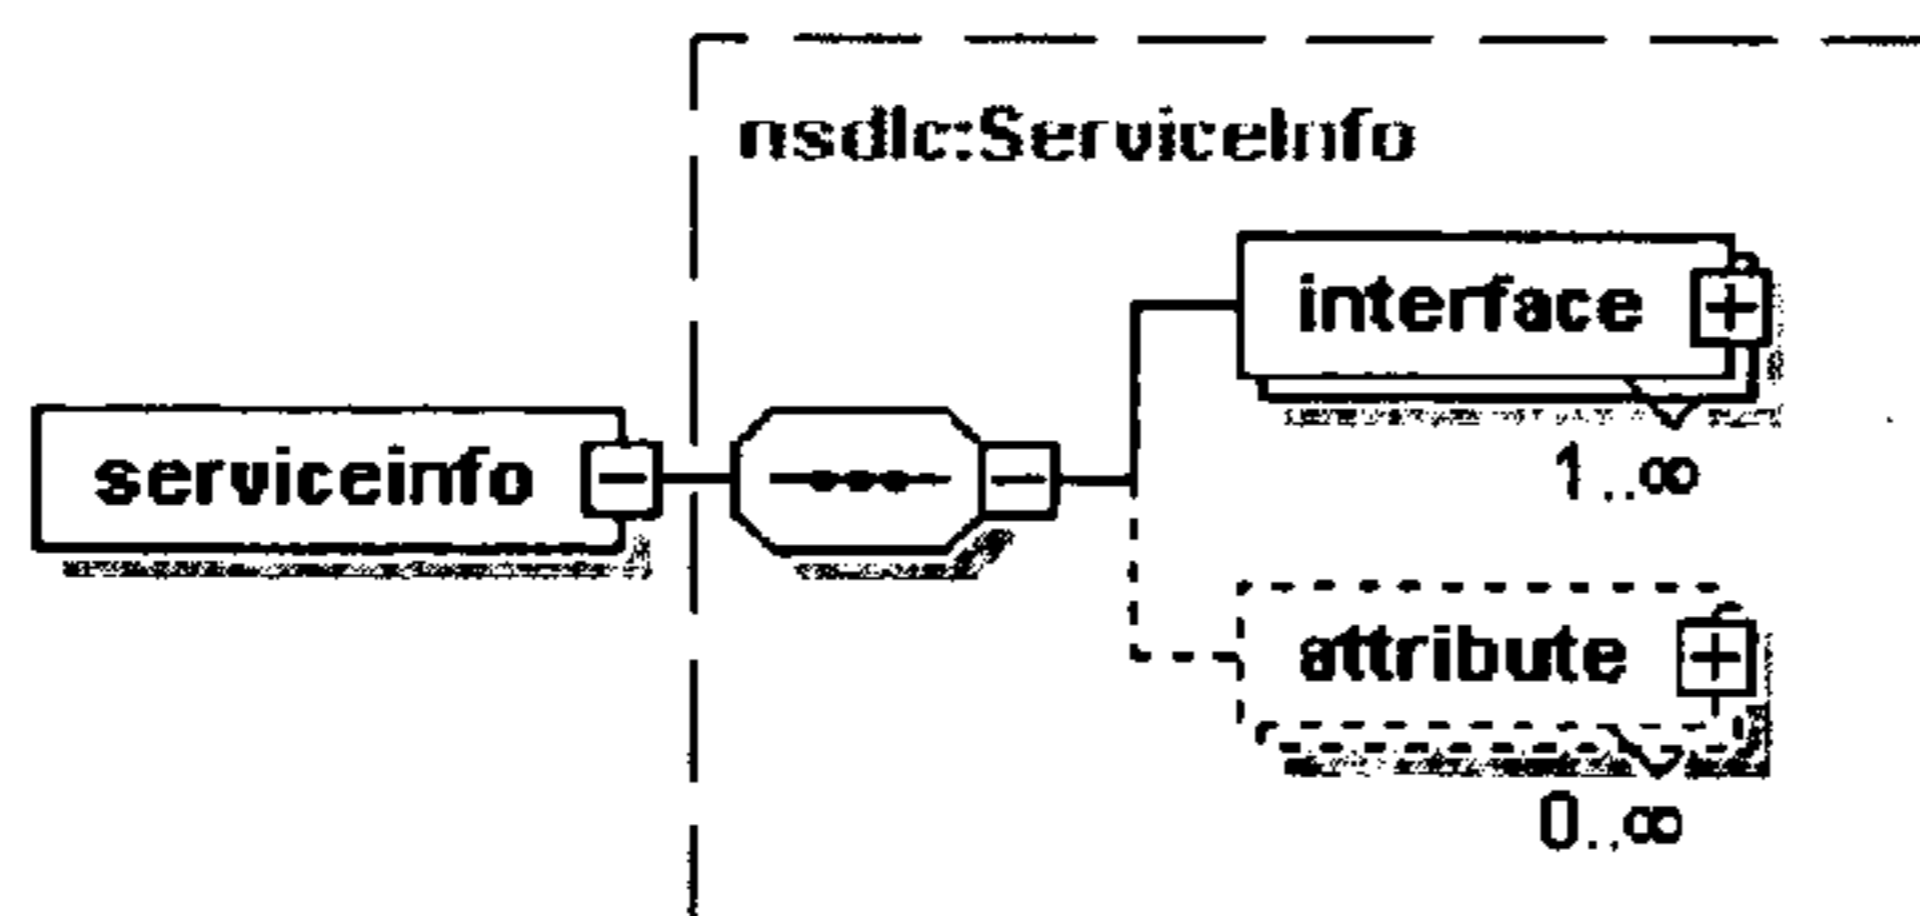 nsdlc:ServiceInfo
interface
1..∞
serviceinfo
attribute
0..∞